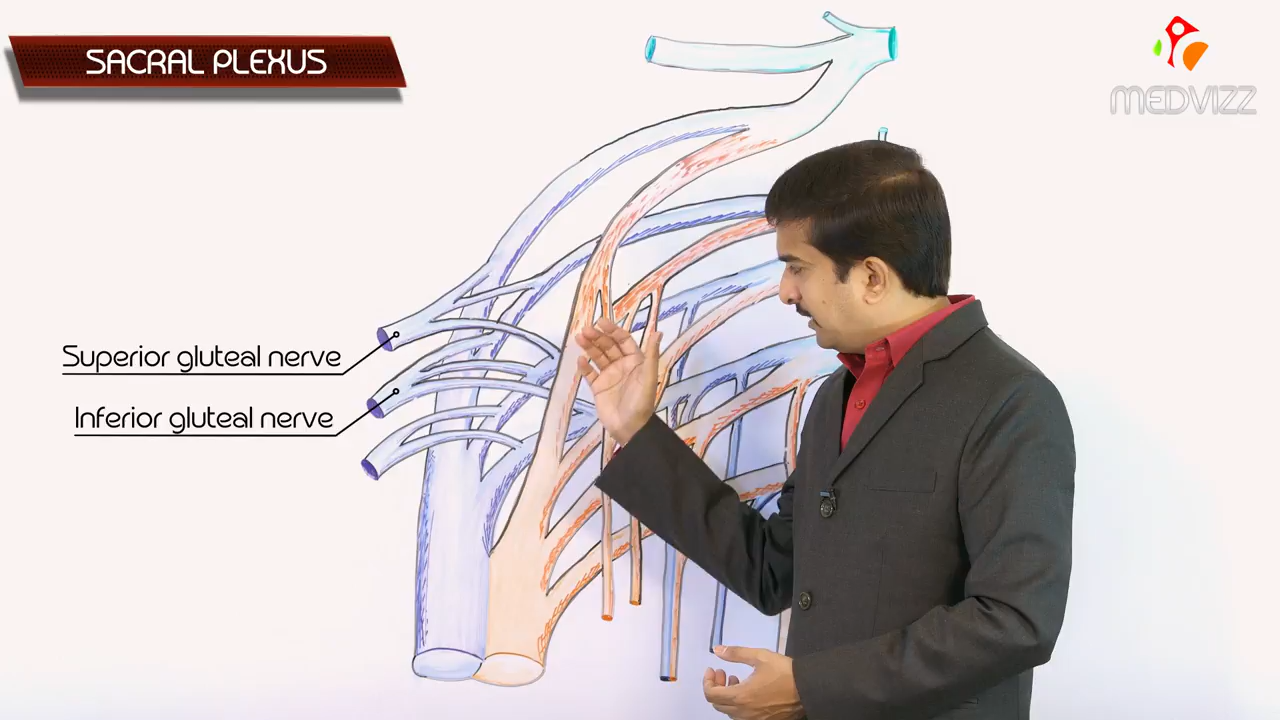 SACRAL PLEXUS
MEDVIZZ
Superior gluteal nerve
Inferior gluteal nerve